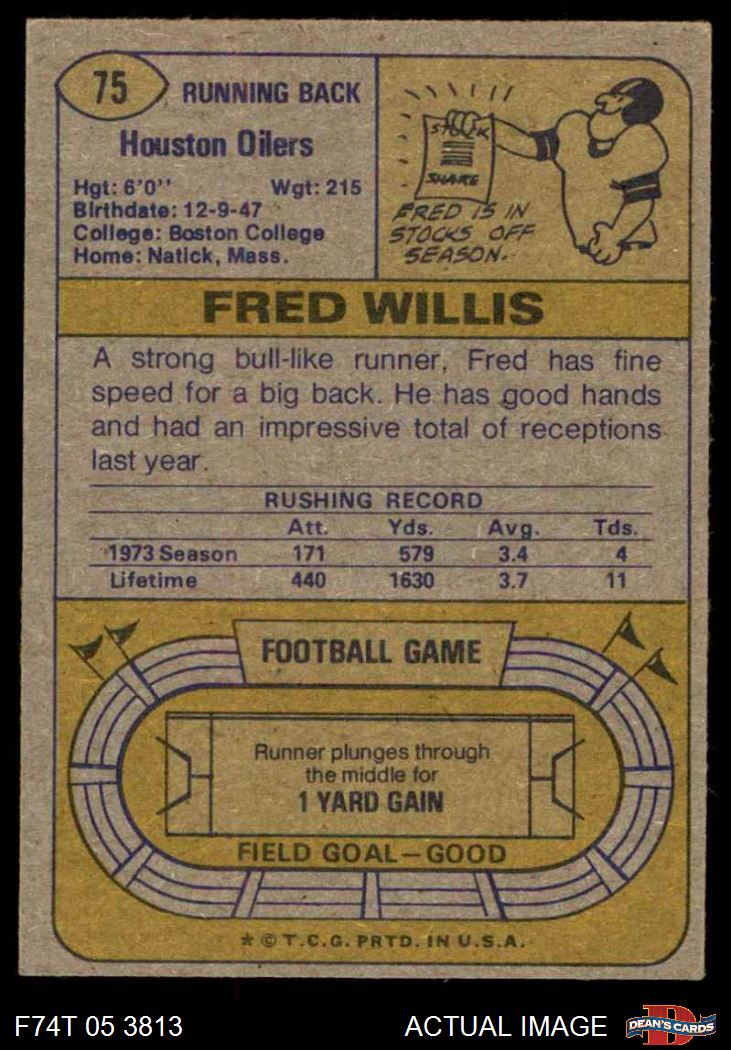 75
RUNNING BACK
Houston Oilers
Hgt: 6'0'' Wgt: 215
Birthdate: 12-9-47
College: Boston College
Home: Natick, Mass.
STOCK
SHARE
FRED IS IN
STOCKS OFF
SEASON.
FRED WILLIS
A strong bull-like runner, Fred has fine
speed for a big back. He has good hands
and had an impressive total of receptions
last year.
RUSHING RECORD
Att. Yds. Avg. Tds.
1973 Season 171 579 3.4 4
Lifetime 440 1630 3.7 11
FOOTBALL GAME
Runner plunges through
the middle for
1 YARD GAIN
FIELD GOAL—GOOD
* © T.C.G. PRTD. IN U.S.A.
F74T 05 3813
ACTUAL IMAGE
D
DEAN'S CARDS